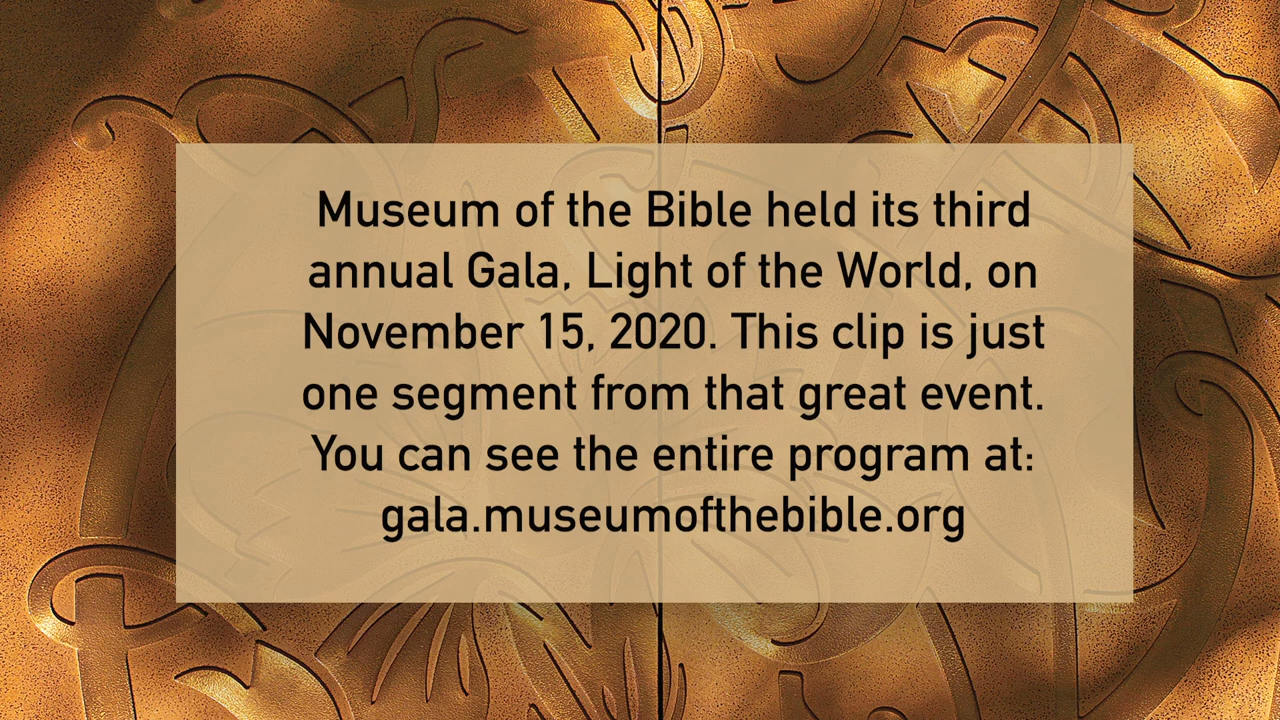 Museum of the Bible held its third
annual Gala, Light of the World, on
November 15, 2020. This clip is just
one segment from that great event.
You can see the entire program at:
gala.museumofthebible.org